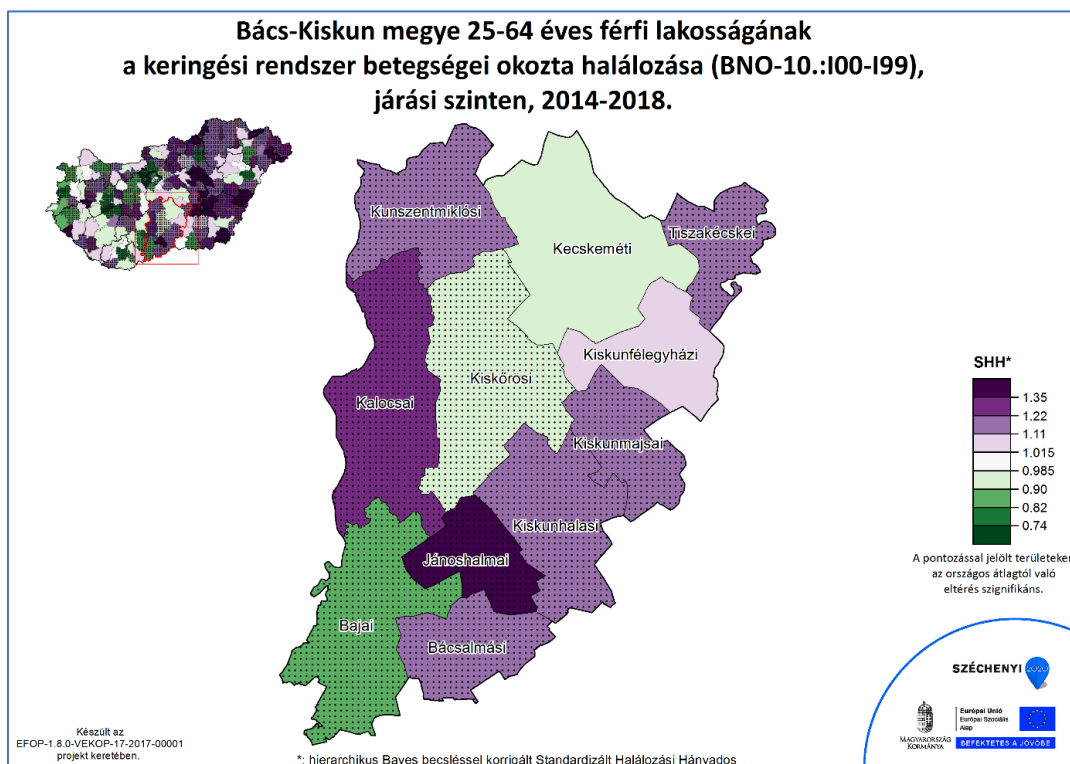 Bács-Kiskun megye 25-64 éves férfi lakosságának
a keringési rendszer betegségei okozta halálozása (BNO-10.:I00-I99),
járási szinten, 2014-2018.
Kunszentmiklósi
Tiszakécskei
Kecskeméti
Kiskunfélegyházi
Kiskőrösi
Kalocsai
Kiskunmajsai
Kiskunhalasi
Jánoshalmai
Bajai
Bácsalmási
SHH*
1.35
1.22
1.11
1.015
0.985
0.90
0.82
0.74
A pontozással jelölt területeken
az országos átlagtól való
eltérés szignifikáns.
SZÉCHENYI 2020
MAGYARORSZÁG
KORMÁNYA
Európai Unió
Európai Szociális
Alap
BEFEKTETÉS A JÖVŐBE
Készült az
EFOP-1.8.0-VEKOP-17-2017-00001
projekt keretében.
*: hierarchikus Bayes becsléssel korrigált Standardizált Halálozási Hányados